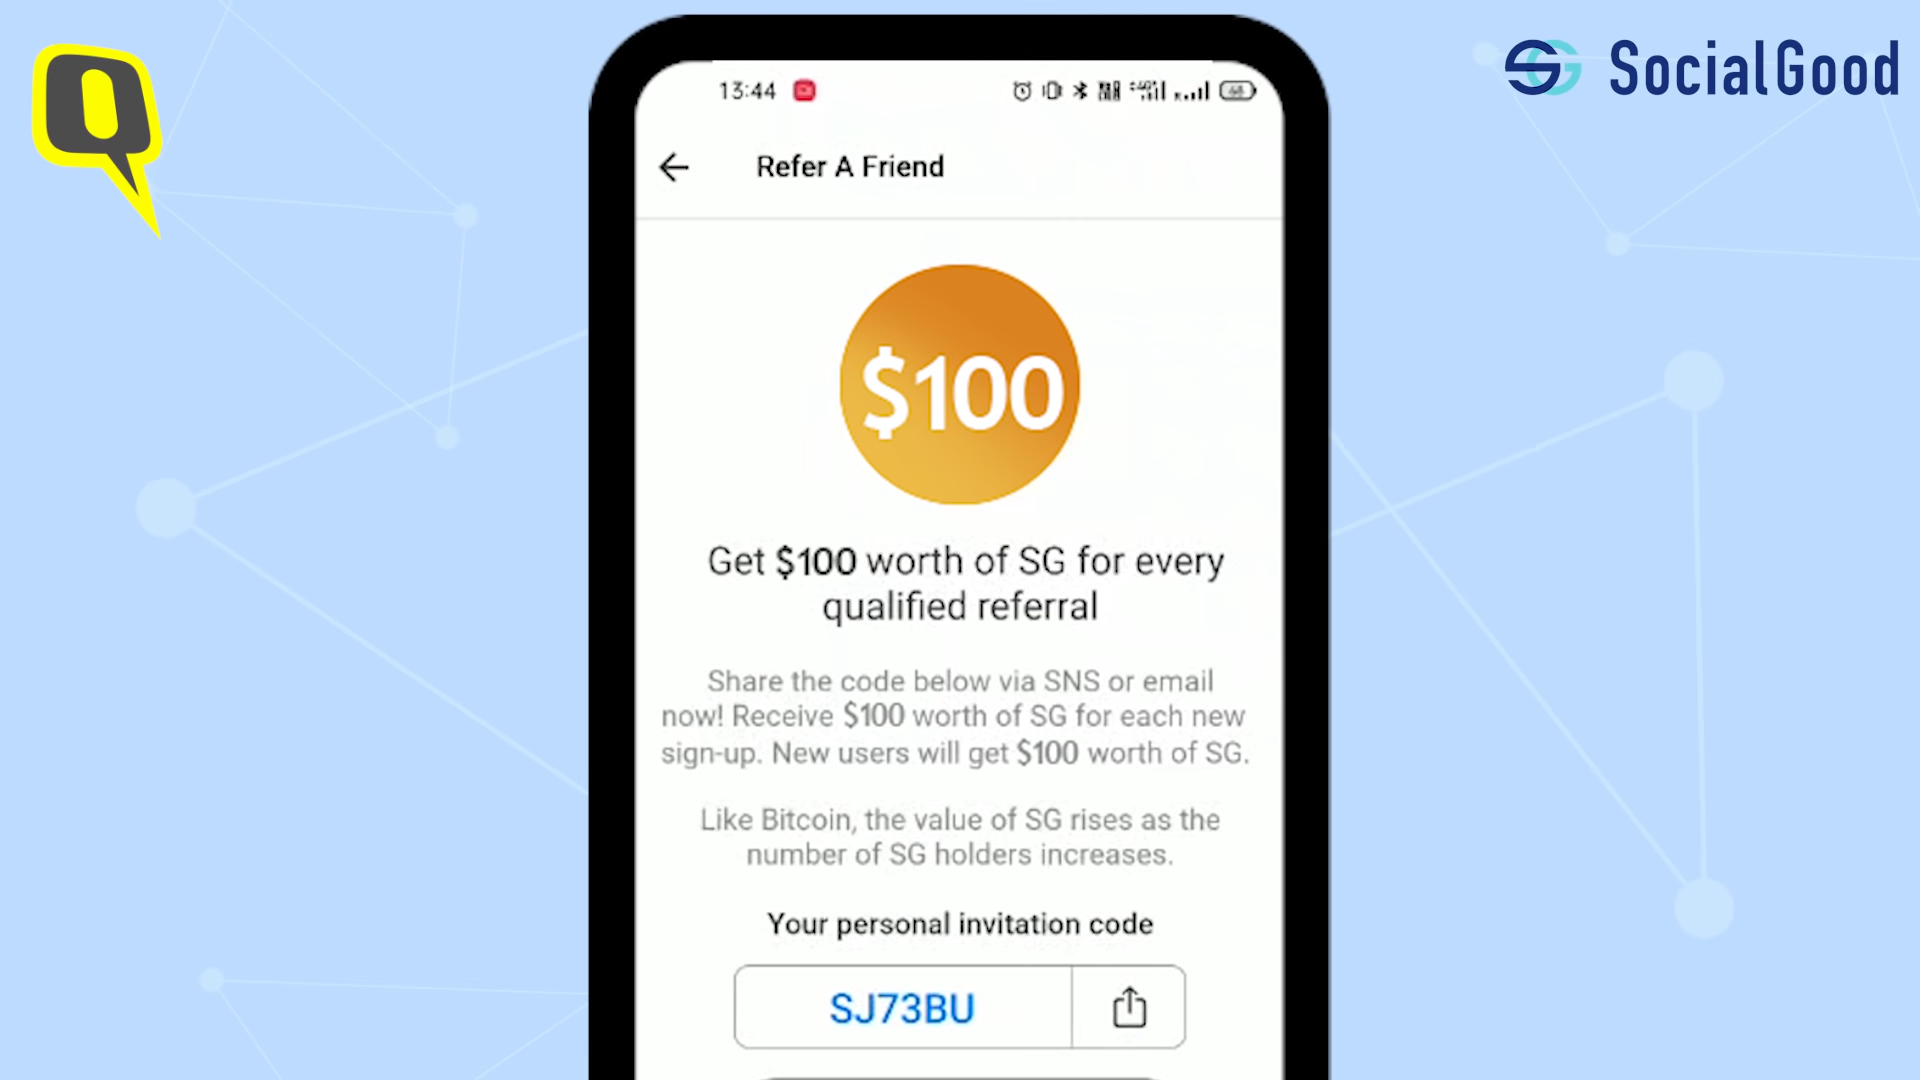 SocialGood
13:44
Refer A Friend
$100
Get $100 worth of SG for every
qualified referral
Share the code below via SNS or email
now! Receive $100 worth of SG for each new
sign-up. New users will get $100 worth of SG.
Like Bitcoin, the value of SG rises as the
number of SG holders increases.
Your personal invitation code
SJ73BU